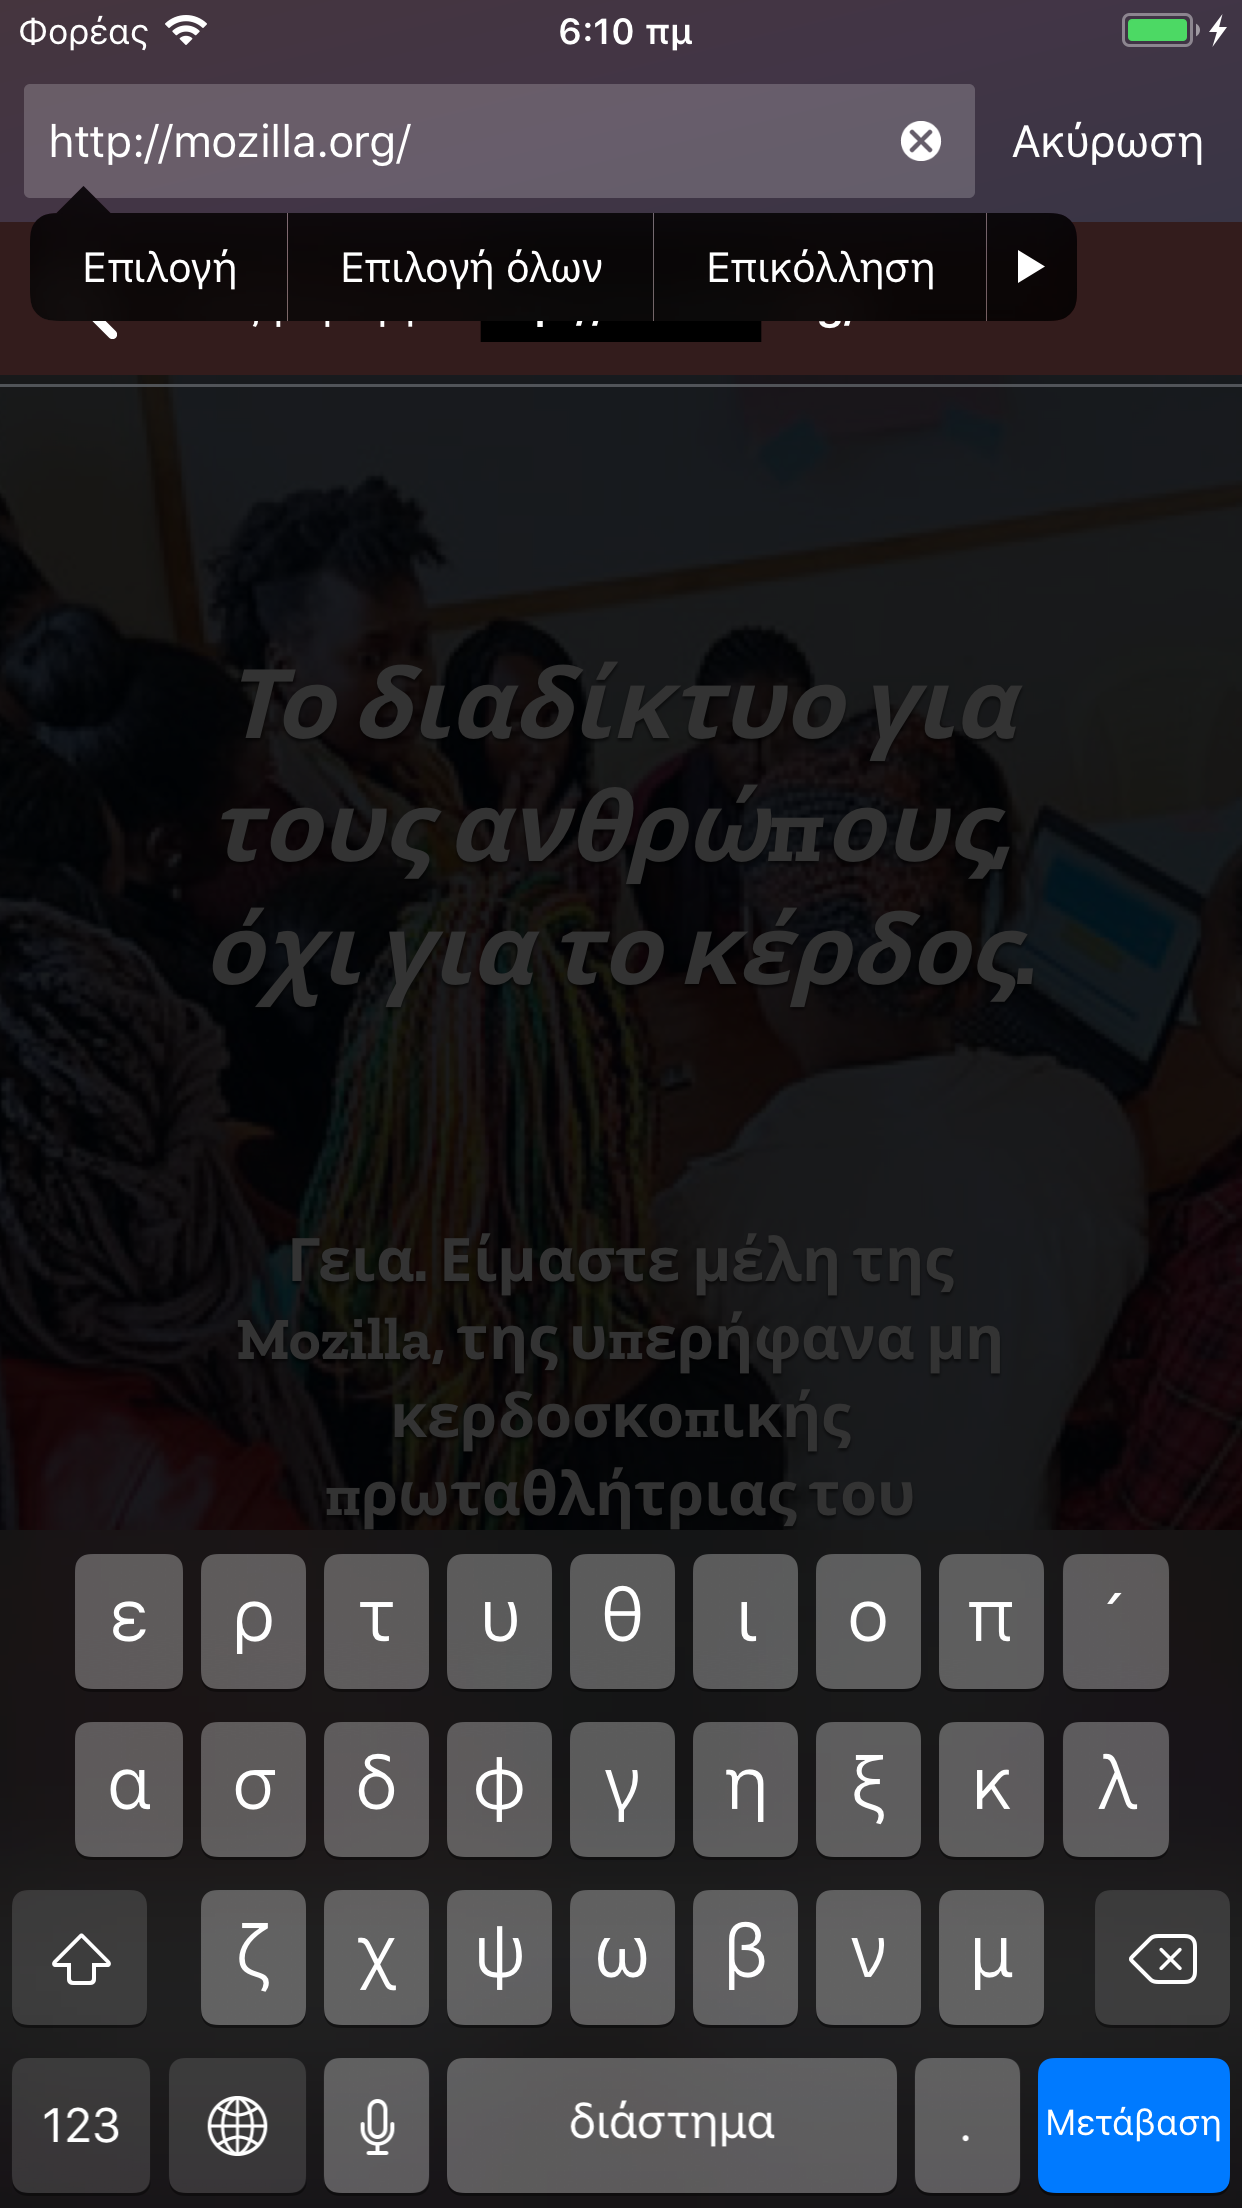 Φορέας 6:10 πμ
http://mozilla.org/ Ακύρωση
Επιλογή Επιλογή όλων Επικόλληση
Το διαδίκτυο για
τους ανθρώπους,
όχι για το κέρδος.
Γεια. Είμαστε μέλη της
Mozilla, της υπερήφανα μη
κερδοσκοπικής
πρωταθλήτριας του
ε ρ τ υ θ ι ο π ´
α σ δ φ γ η ξ κ λ
ζ χ ψ ω β ν μ
123 διάστημα . Μετάβαση